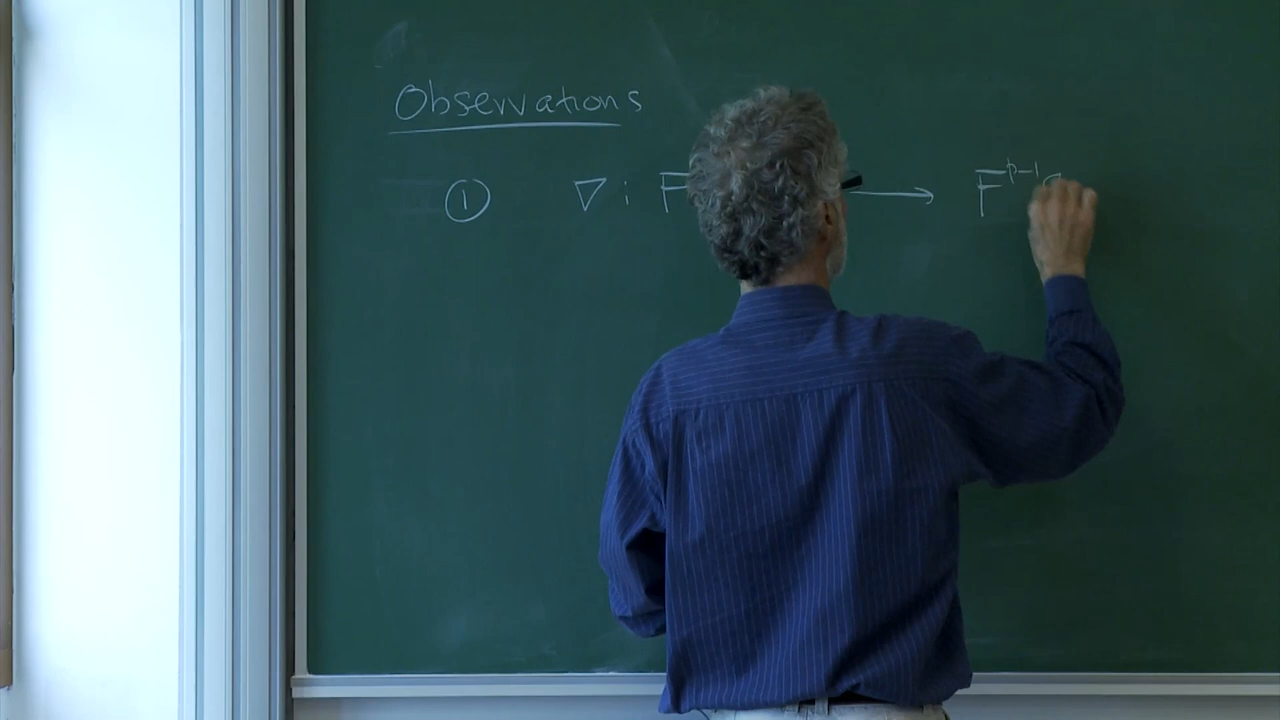 Observations
① ∇ : F → F^{p-1}